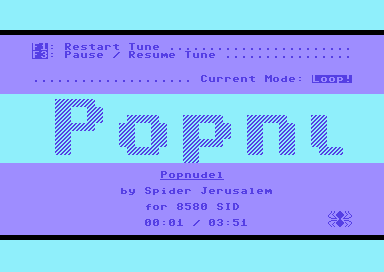 F1: Restart Tune .......................
F3: Pause / Resume Tune ................
.................... Current Mode: Loop!
Popnu
Popnudel
by Spider Jerusalem
for 8580 SID
00:01 / 03:51